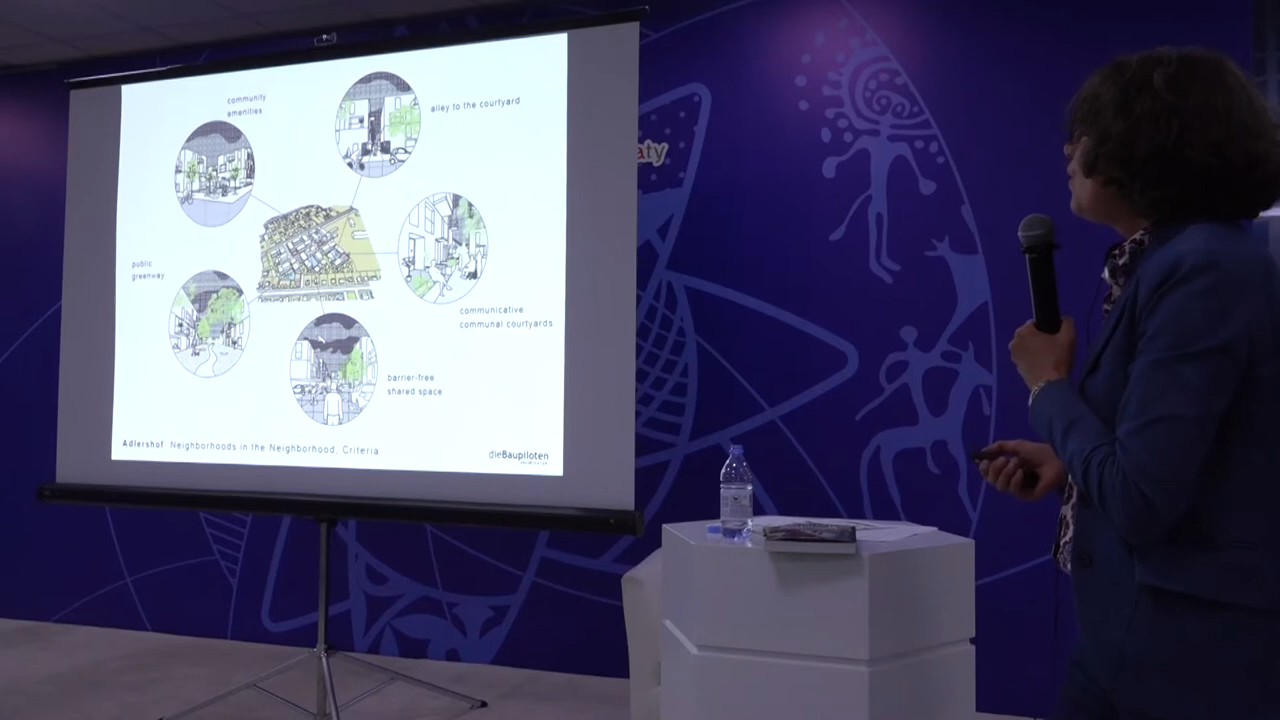 community
amenities
alley to the courtyard
public
greenway
communicative
communal courtyards
barrier-free
shared space
Adlershof Neighborhoods in the Neighborhood, Criteria
dieBaupiloten
aty